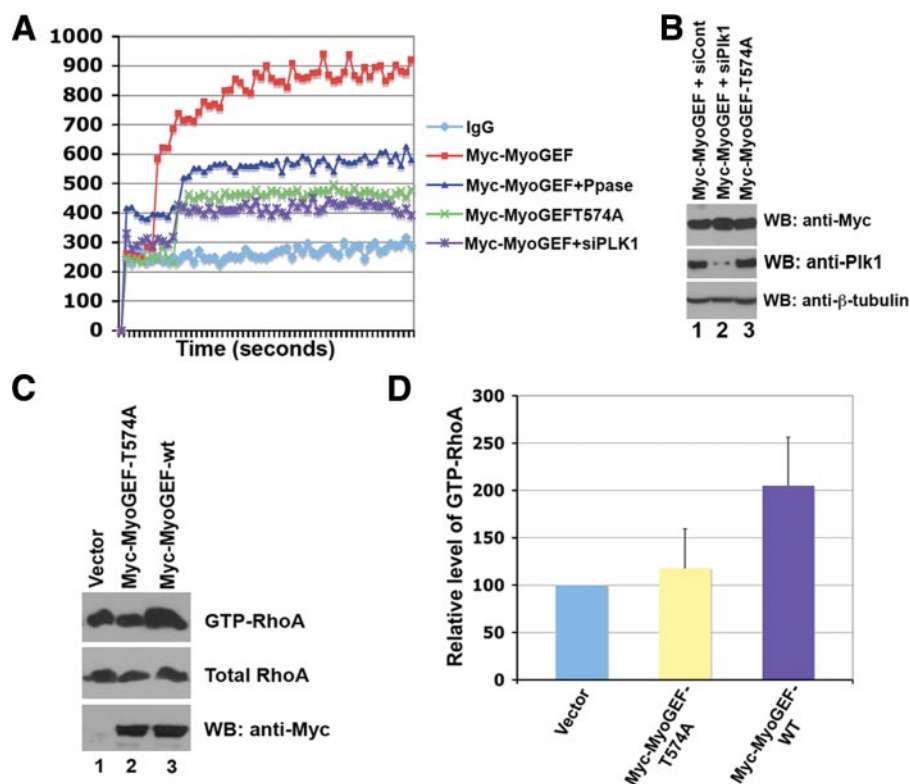 A
1000
900
800
700
600
500
400
300
200
100
0
Time (seconds)
IgG
Myc-MyoGEF
Myc-MyoGEF+Ppase
Myc-MyoGEFT574A
Myc-MyoGEF+siPLK1
B
Myc-MyoGEF + siCont
Myc-MyoGEF + siPlk1
Myc-MyoGEF-T574A
WB: anti-Myc
WB: anti-Plk1
WB: anti-β-tubulin
1 2 3
C
Vector
Myc-MyoGEF-T574A
Myc-MyoGEF-wt
GTP-RhoA
Total RhoA
WB: anti-Myc
1 2 3
D
Relative level of GTP-RhoA
300
250
200
150
100
50
0
Vector
Myc-MyoGEF-
T574A
Myc-MyoGEF-
WT